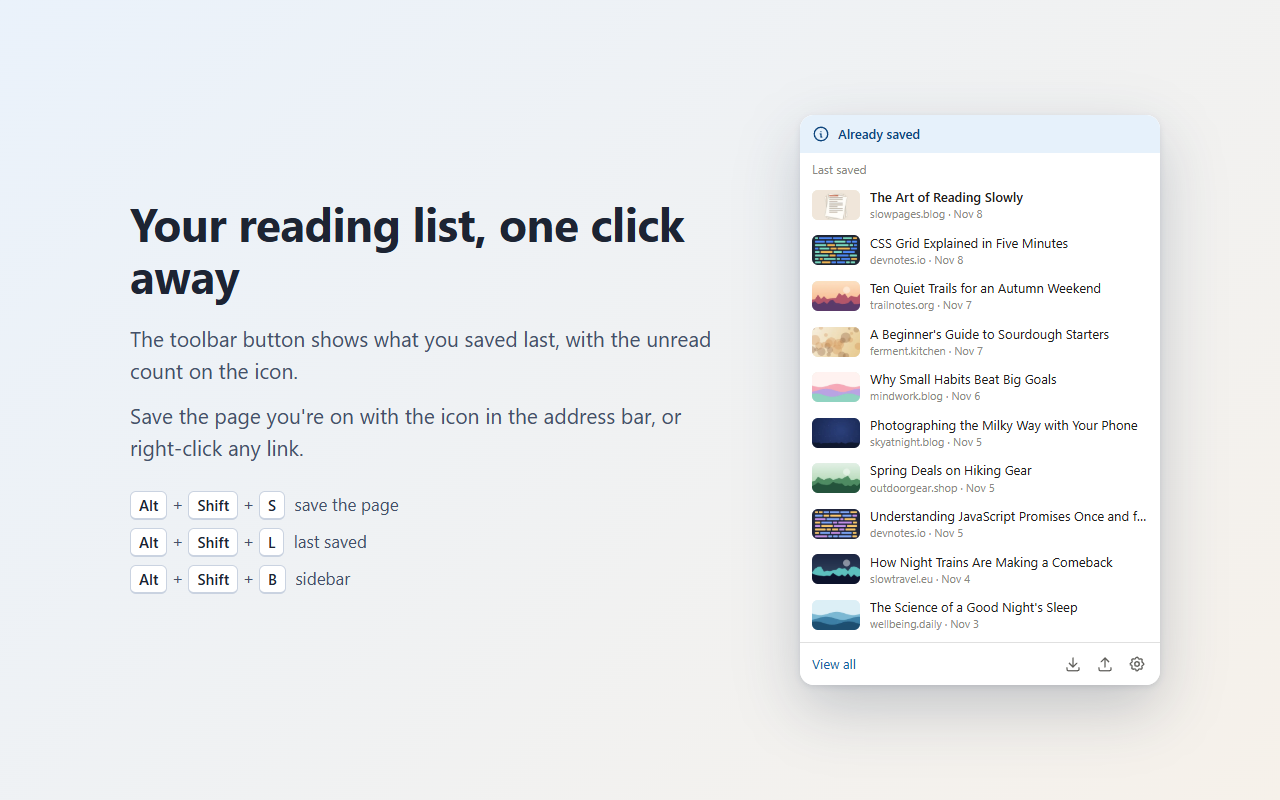 Your reading list, one click
away
The toolbar button shows what you saved last, with the unread
count on the icon.
Save the page you're on with the icon in the address bar, or
right-click any link.
Alt + Shift + S save the page
Alt + Shift + L last saved
Alt + Shift + B sidebar
Already saved
Last saved
The Art of Reading Slowly
slowpages.blog · Nov 8
CSS Grid Explained in Five Minutes
devnotes.io · Nov 8
Ten Quiet Trails for an Autumn Weekend
trailnotes.org · Nov 7
A Beginner's Guide to Sourdough Starters
ferment.kitchen · Nov 7
Why Small Habits Beat Big Goals
mindwork.blog · Nov 6
Photographing the Milky Way with Your Phone
skyatnight.blog · Nov 5
Spring Deals on Hiking Gear
outdoorgear.shop · Nov 5
Understanding JavaScript Promises Once and f...
devnotes.io · Nov 5
How Night Trains Are Making a Comeback
slowtravel.eu · Nov 4
The Science of a Good Night's Sleep
wellbeing.daily · Nov 3
View all